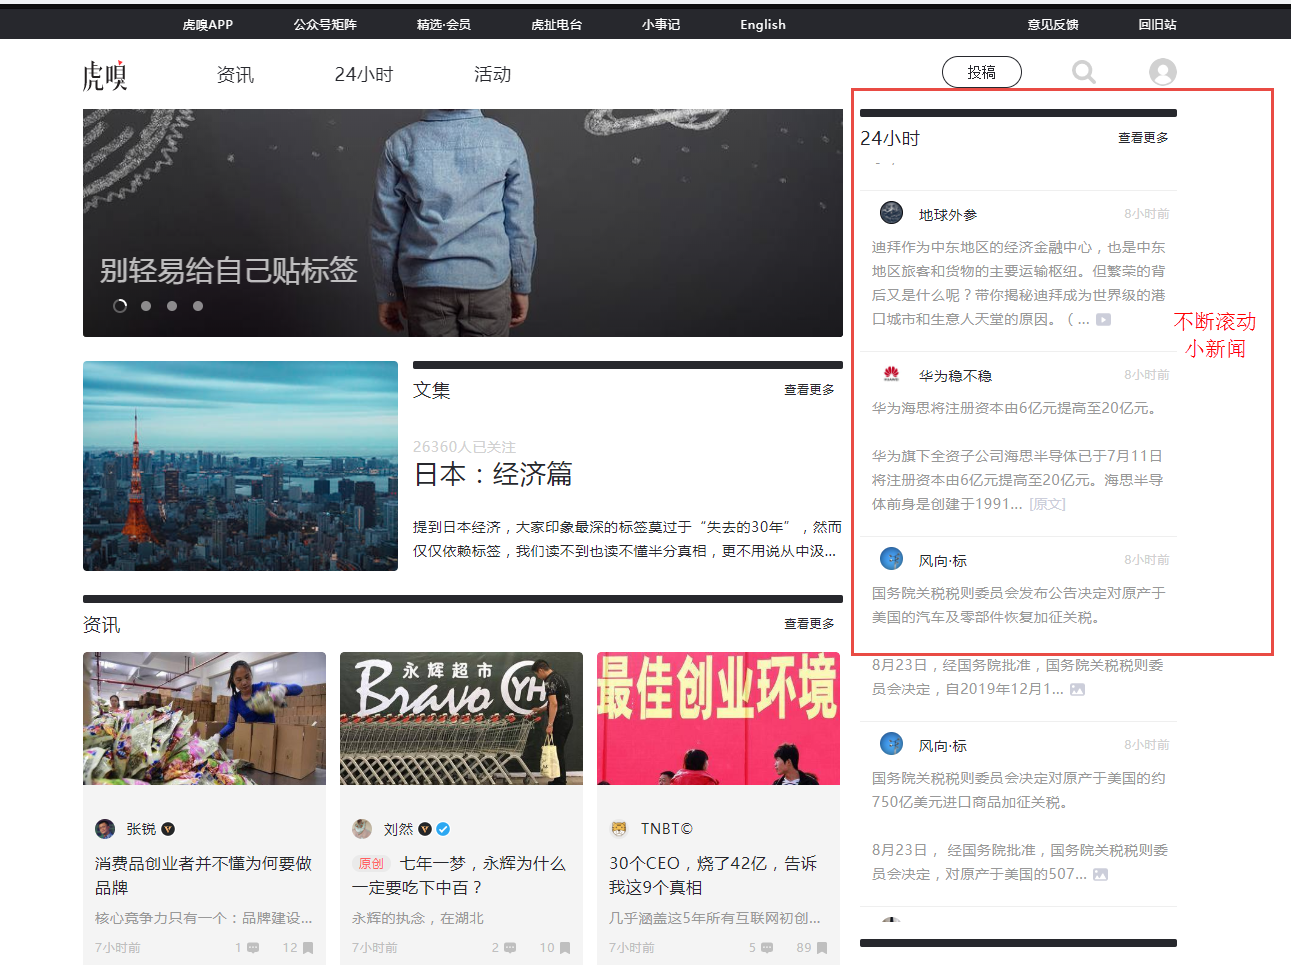 虎嗅APP 公众号矩阵 精选·会员 虎扯电台 小事记 English 意见反馈 回旧站
虎嗅 资讯 24小时 活动 投稿
别轻易给自己贴标签
文集 查看更多
26360人已关注
日本：经济篇
提到日本经济，大家印象最深的标签莫过于“失去的30年”，然而
仅仅依赖标签，我们读不到也读不懂半分真相，更不用说从中汲...
资讯 查看更多
永辉超市
Bravo YH
最佳创业环境
张锐
消费品创业者并不懂为何要做
品牌
核心竞争力只有一个：品牌建设...
7小时前 1 12
刘然
原创 七年一梦，永辉为什么
一定要吃下中百？
永辉的执念，在湖北
7小时前 2 10
TNBT©
30个CEO，烧了42亿，告诉
我这9个真相
几乎涵盖这5年所有互联网初创...
7小时前 5 89
24小时 查看更多
地球外参 8小时前
迪拜作为中东地区的经济金融中心，也是中东
地区旅客和货物的主要运输枢纽。但繁荣的背
后又是什么呢？带你揭秘迪拜成为世界级的港
口城市和生意人天堂的原因。（...
不断滚动
小新闻
HUAWEI
华为稳不稳 8小时前
华为海思将注册资本由6亿元提高至20亿元。
华为旗下全资子公司海思半导体已于7月11日
将注册资本由6亿元提高至20亿元。海思半导
体前身是创建于1991... [原文]
风向·标 8小时前
国务院关税税则委员会发布公告决定对原产于
美国的汽车及零部件恢复加征关税。
8月23日，经国务院批准，国务院关税税则委
员会决定，自2019年12月1...
风向·标 8小时前
国务院关税税则委员会决定对原产于美国的约
750亿美元进口商品加征关税。
8月23日， 经国务院批准，国务院关税税则委
员会决定，对原产于美国的507...